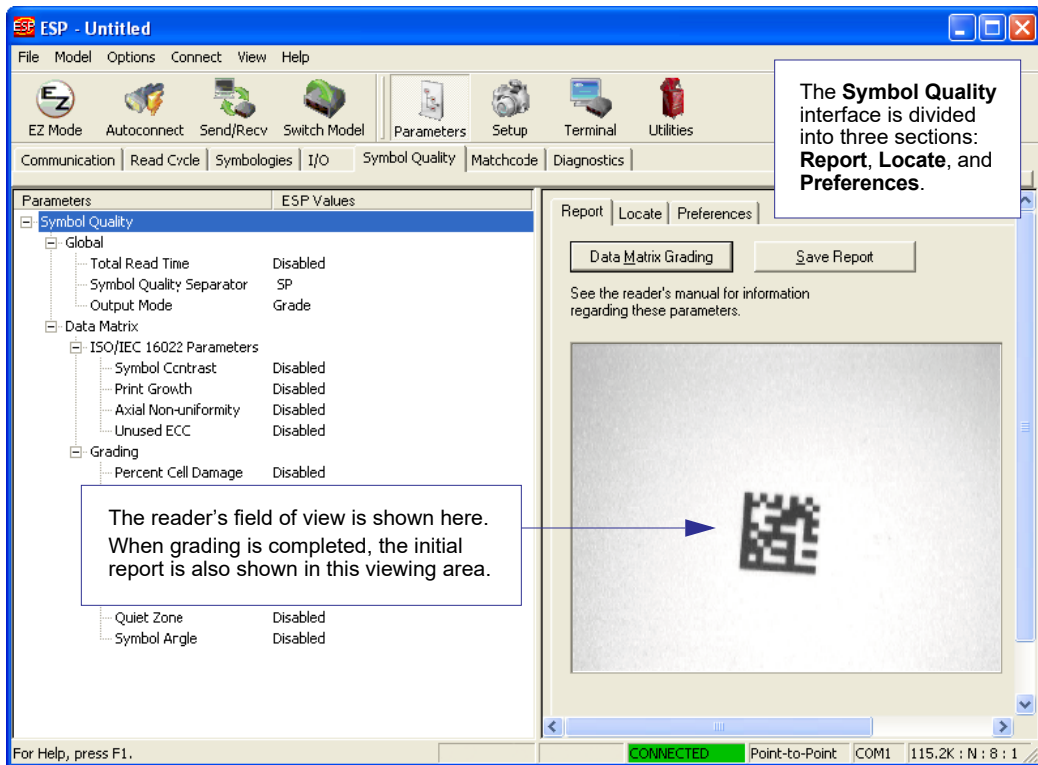 ESP - Untitled
File Model Options Connect View Help
EZ Mode Autoconnect Send/Recv Switch Model Parameters Setup Terminal Utilities
Communication Read Cycle Symbologies I/O Symbol Quality Matchcode Diagnostics
The Symbol Quality
interface is divided
into three sections:
Report, Locate, and
Preferences.
Parameters ESP Values
Symbol Quality
Global
Total Read Time Disabled
Symbol Quality Separator SP
Output Mode Grade
Data Matrix
ISO/IEC 16022 Parameters
Symbol Contrast Disabled
Print Growth Disabled
Axial Non-uniformity Disabled
Unused ECC Disabled
Grading
Percent Cell Damage Disabled
The reader's field of view is shown here.
When grading is completed, the initial
report is also shown in this viewing area.
Quiet Zone Disabled
Symbol Angle Disabled
Report Locate Preferences
Data Matrix Grading Save Report
See the reader's manual for information
regarding these parameters.
For Help, press F1. CONNECTED Point-to-Point COM1 115.2K : N : 8 : 1